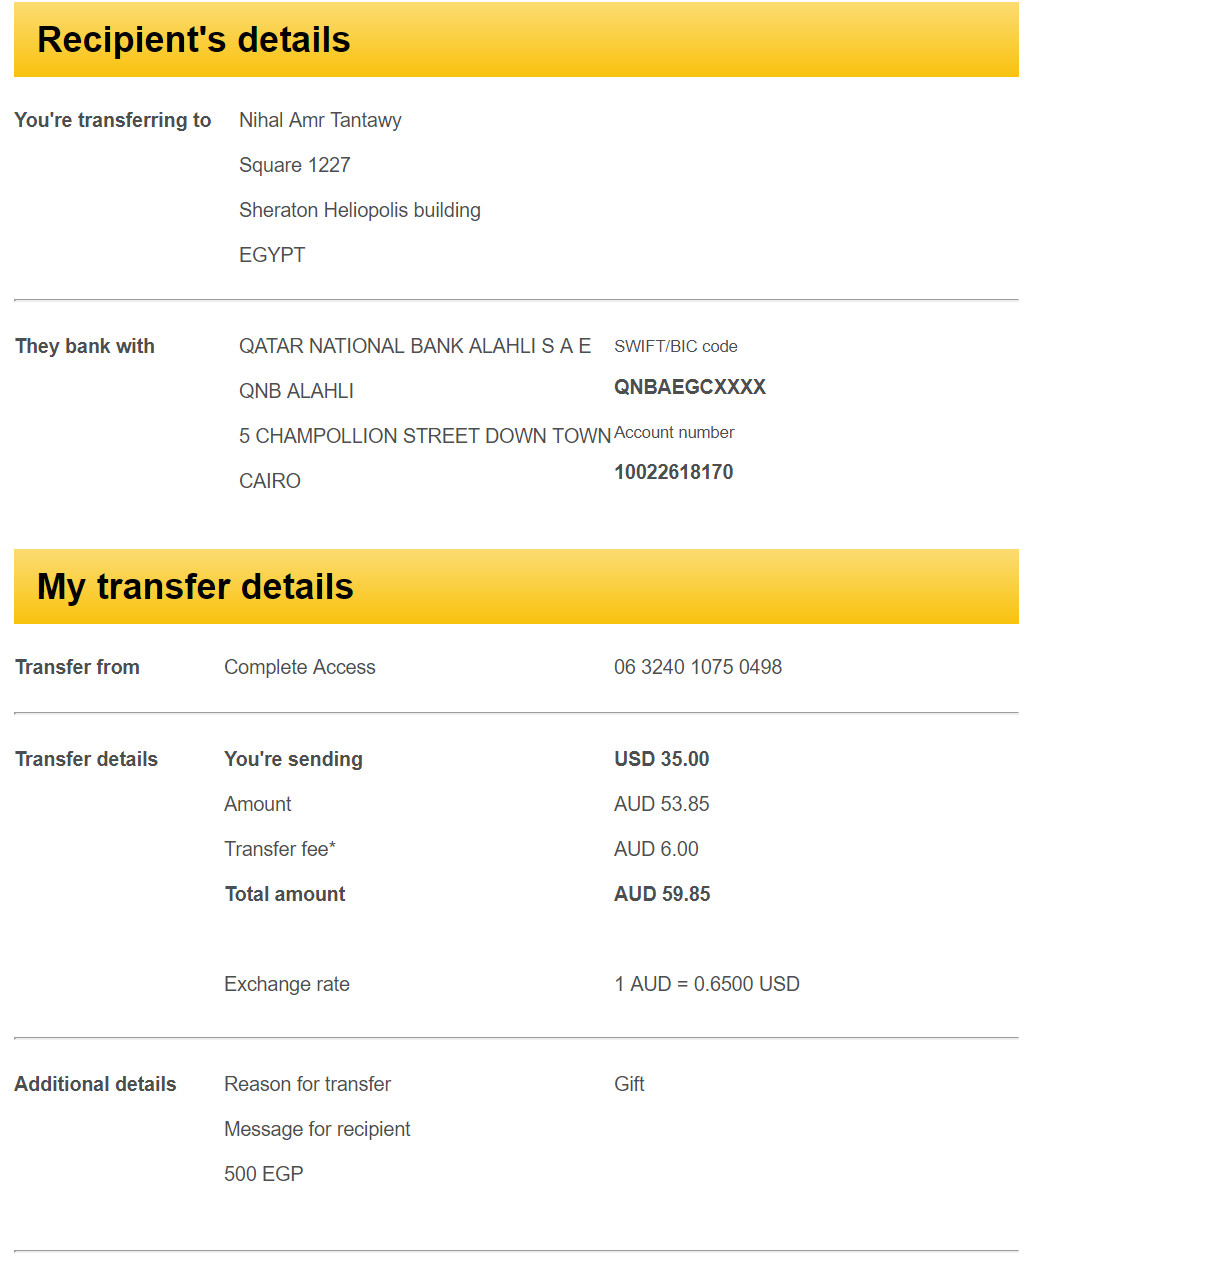 Recipient's details
You're transferring to
Nihal Amr Tantawy
Square 1227
Sheraton Heliopolis building
EGYPT
They bank with
QATAR NATIONAL BANK ALAHLI S A E
QNB ALAHLI
5 CHAMPOLLION STREET DOWN TOWN
CAIRO
SWIFT/BIC code
QNBAEGCXXXX
Account number
10022618170
My transfer details
Transfer from Complete Access 06 3240 1075 0498
Transfer details You're sending USD 35.00
Amount AUD 53.85
Transfer fee* AUD 6.00
Total amount AUD 59.85
Exchange rate 1 AUD = 0.6500 USD
Additional details Reason for transfer Gift
Message for recipient
500 EGP